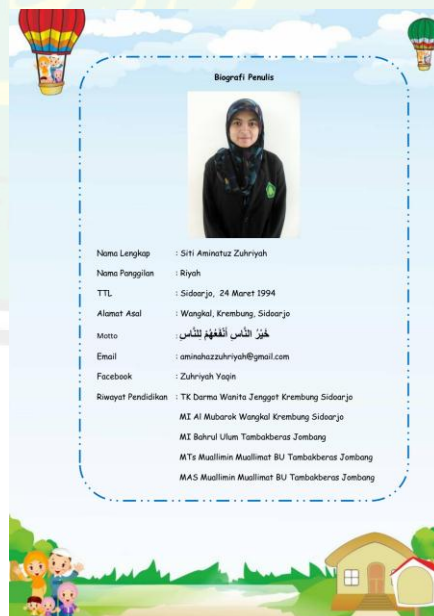 Biografi Penulis
Nama Lengkap : Siti Aminatuz Zuhriyah
Nama Panggilan : Riyah
TTL : Sidoarjo, 24 Maret 1994
Alamat Asal : Wangkal, Krembung, Sidoarjo
Motto : خَيْرُ النَّاسِ أَنْفَعُهُمْ لِلنَّاسِ
Email : aminahazzuhriyah@gmail.com
Facebook : Zuhriyah Yaqin
Riwayat Pendidikan : TK Darma Wanita Jenggot Krembung Sidoarjo
MI Al Mubarok Wangkal Krembung Sidoarjo
MI Bahrul Ulum Tambakberas Jombang
MTs Muallimin Muallimat BU Tambakberas Jombang
MAS Muallimin Muallimat BU Tambakberas Jombang